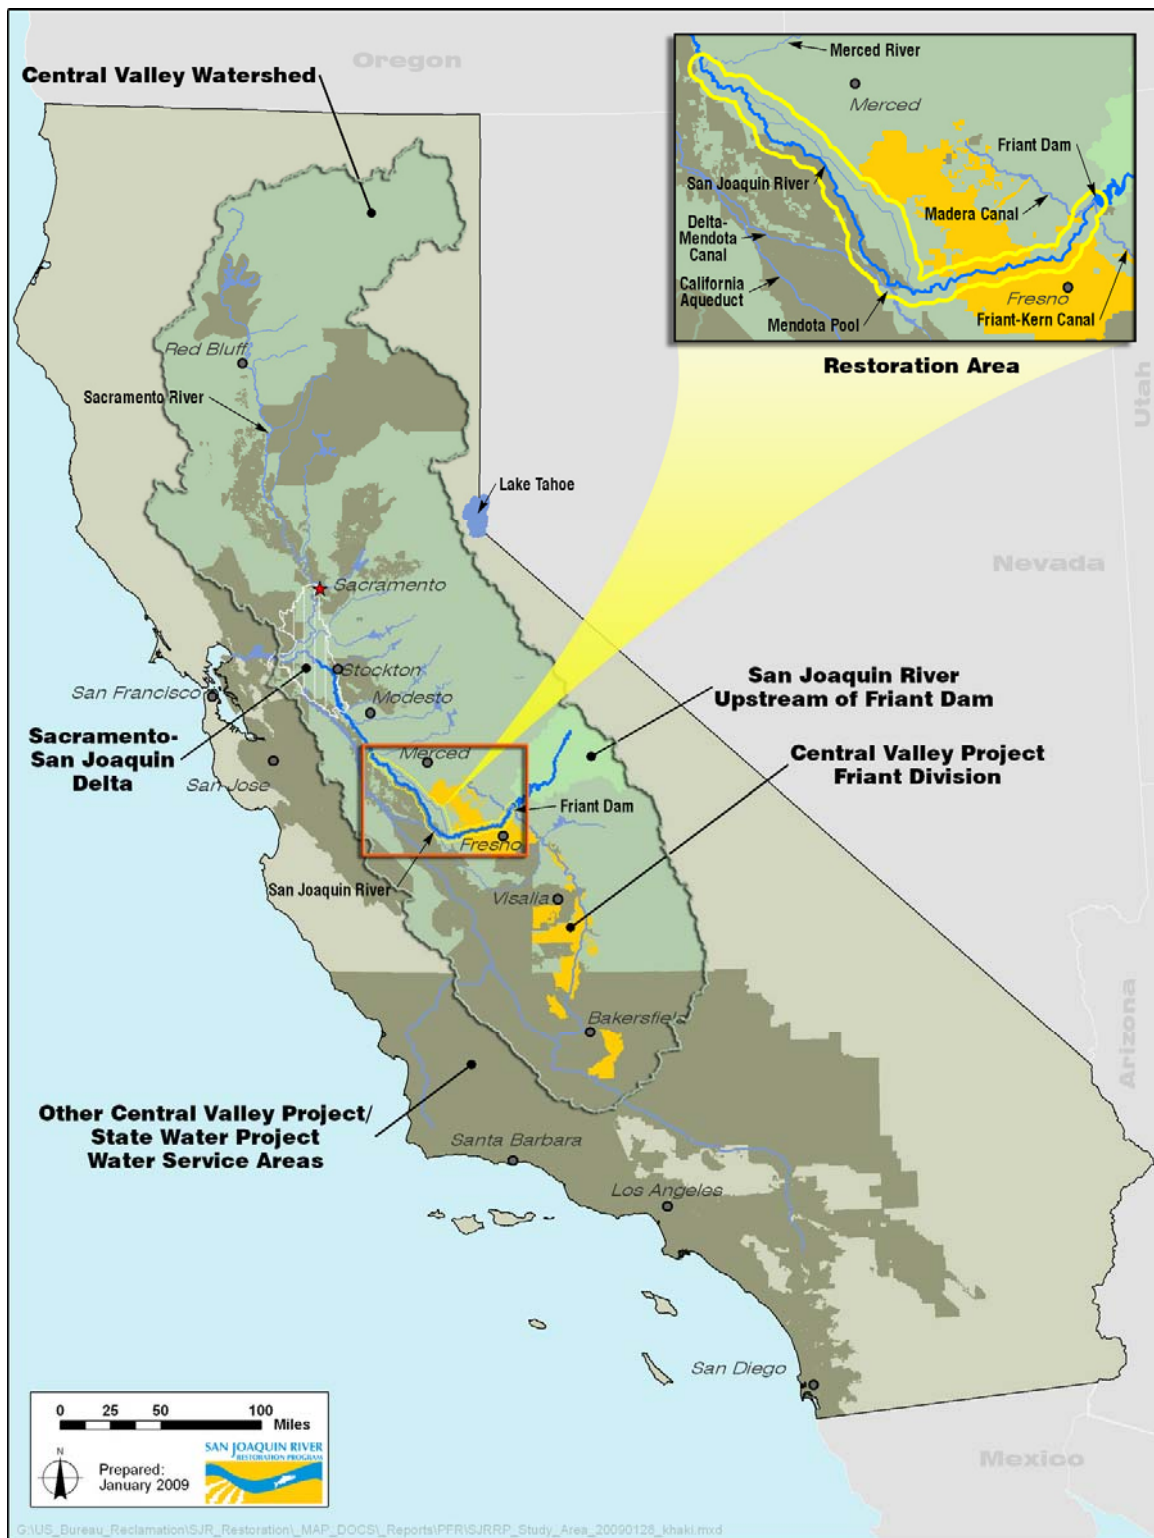 Oregon
Central Valley Watershed
Merced River
Merced
Friant Dam
San Joaquin River
Madera Canal
Delta-
Mendota
Canal
California
Aqueduct
Mendota Pool
Fresno
Friant-Kern Canal
Restoration Area
Utah
Red Bluff
Sacramento River
Lake Tahoe
Nevada
Sacramento
Stockton
San Francisco
Modesto
San Joaquin River
Upstream of Friant Dam
Sacramento-
San Joaquin
Delta
Merced
San Jose
Central Valley Project
Friant Division
Friant Dam
Fresno
San Joaquin River
Visalia
Bakersfield
Arizona
Other Central Valley Project/
State Water Project
Water Service Areas
Santa Barbara
Los Angeles
San Diego
0 25 50 100
Miles
N
Prepared:
January 2009
SAN JOAQUIN RIVER
RESTORATION PROGRAM
Mexico
G:\US_Bureau_Reclamation\SJR_Restoration\_MAP_DOCS\_Reports\PFR\SJRRP_Study_Area_20090128_khaki.mxd